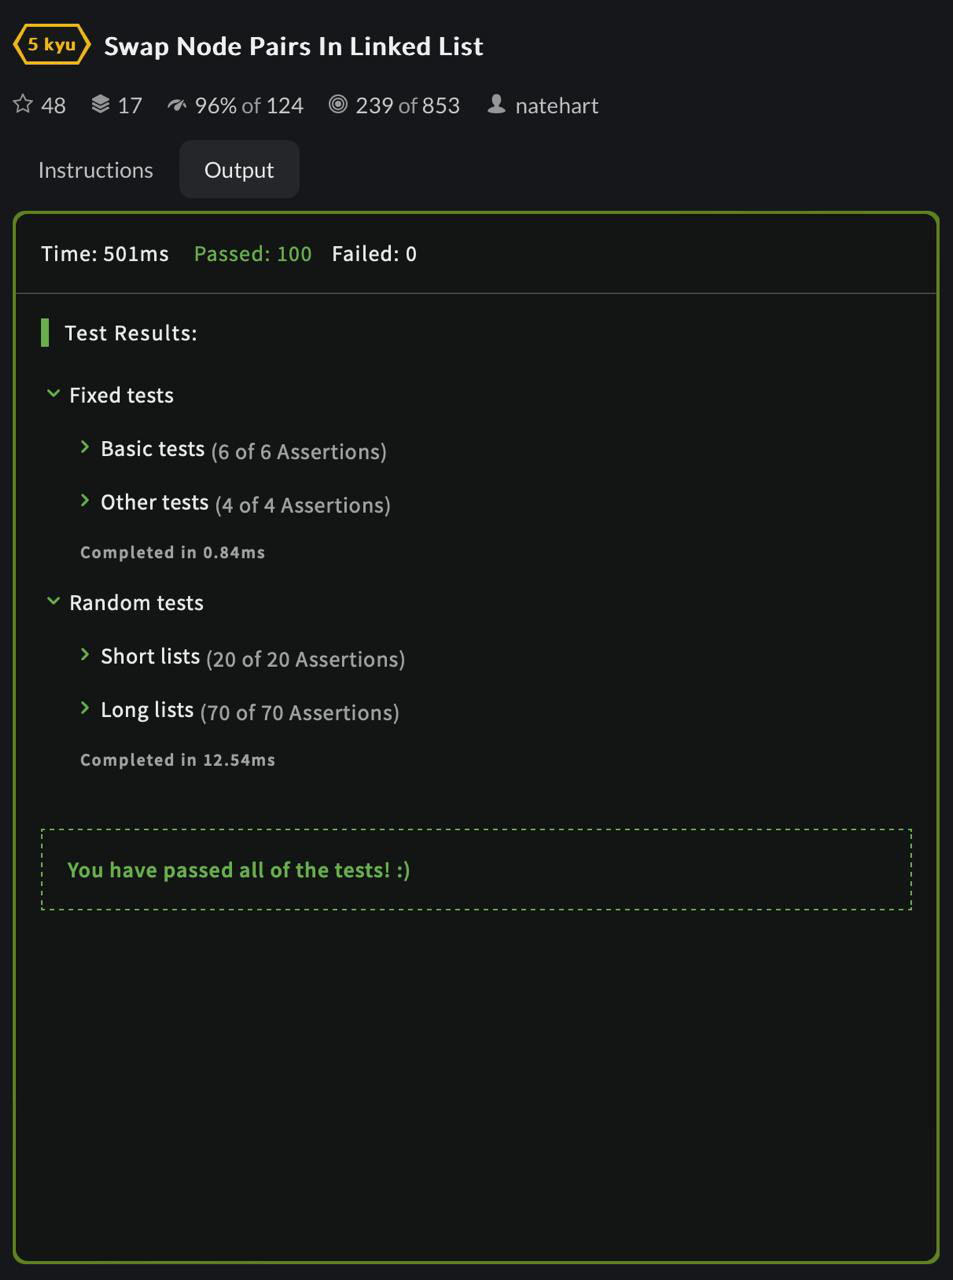 5 kyu Swap Node Pairs In Linked List
48 17 96% of 124 239 of 853 natehart
Instructions Output
Time: 501ms Passed: 100 Failed: 0
Test Results:
Fixed tests
Basic tests (6 of 6 Assertions)
Other tests (4 of 4 Assertions)
Completed in 0.84ms
Random tests
Short lists (20 of 20 Assertions)
Long lists (70 of 70 Assertions)
Completed in 12.54ms
You have passed all of the tests! :)